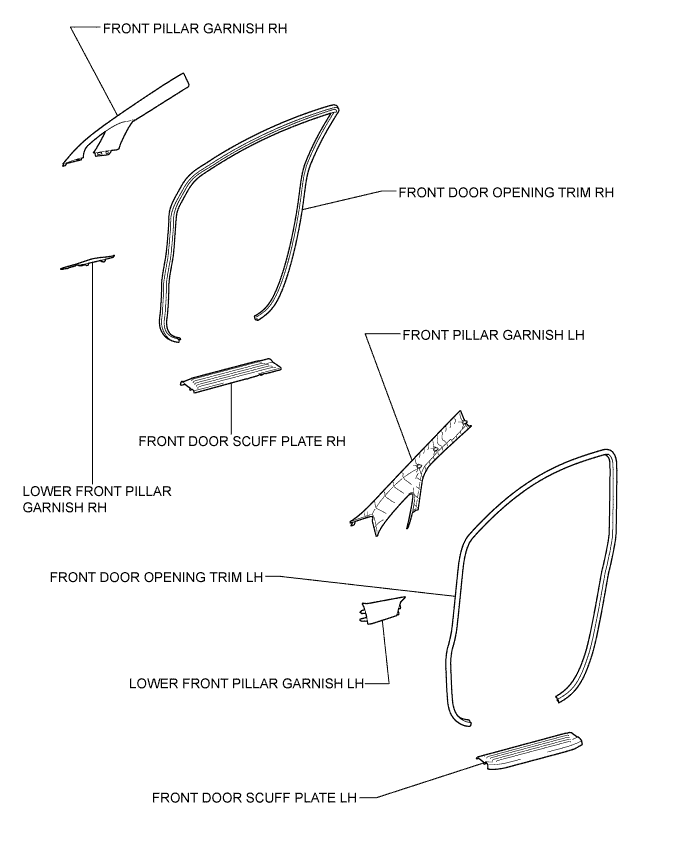 FRONT PILLAR GARNISH RH
FRONT DOOR OPENING TRIM RH
FRONT PILLAR GARNISH LH
FRONT DOOR SCUFF PLATE RH
LOWER FRONT PILLAR
GARNISH RH
FRONT DOOR OPENING TRIM LH
LOWER FRONT PILLAR GARNISH LH
FRONT DOOR SCUFF PLATE LH